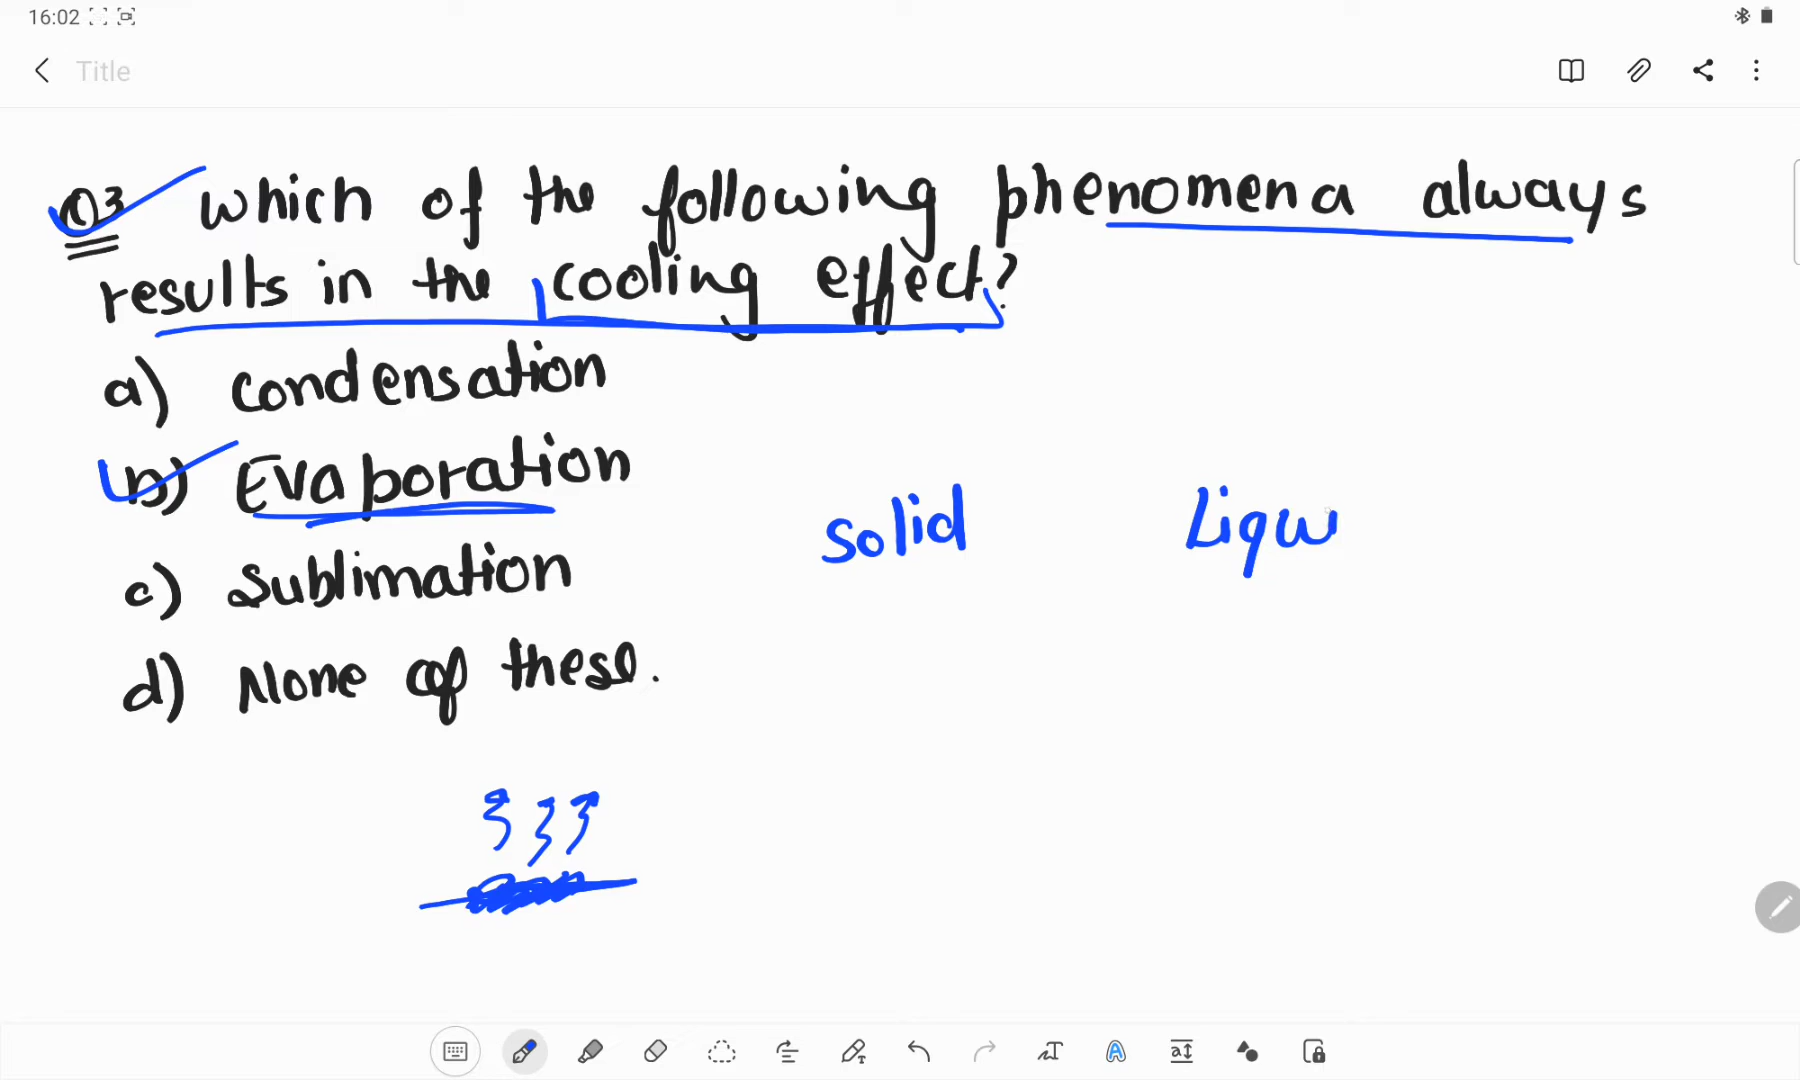 16:02
Title
Q3 which of the following phenomena always
results in the cooling effect?
a) condensation
b) Evaporation
c) Sublimation
d) None of these.
solid Liqu